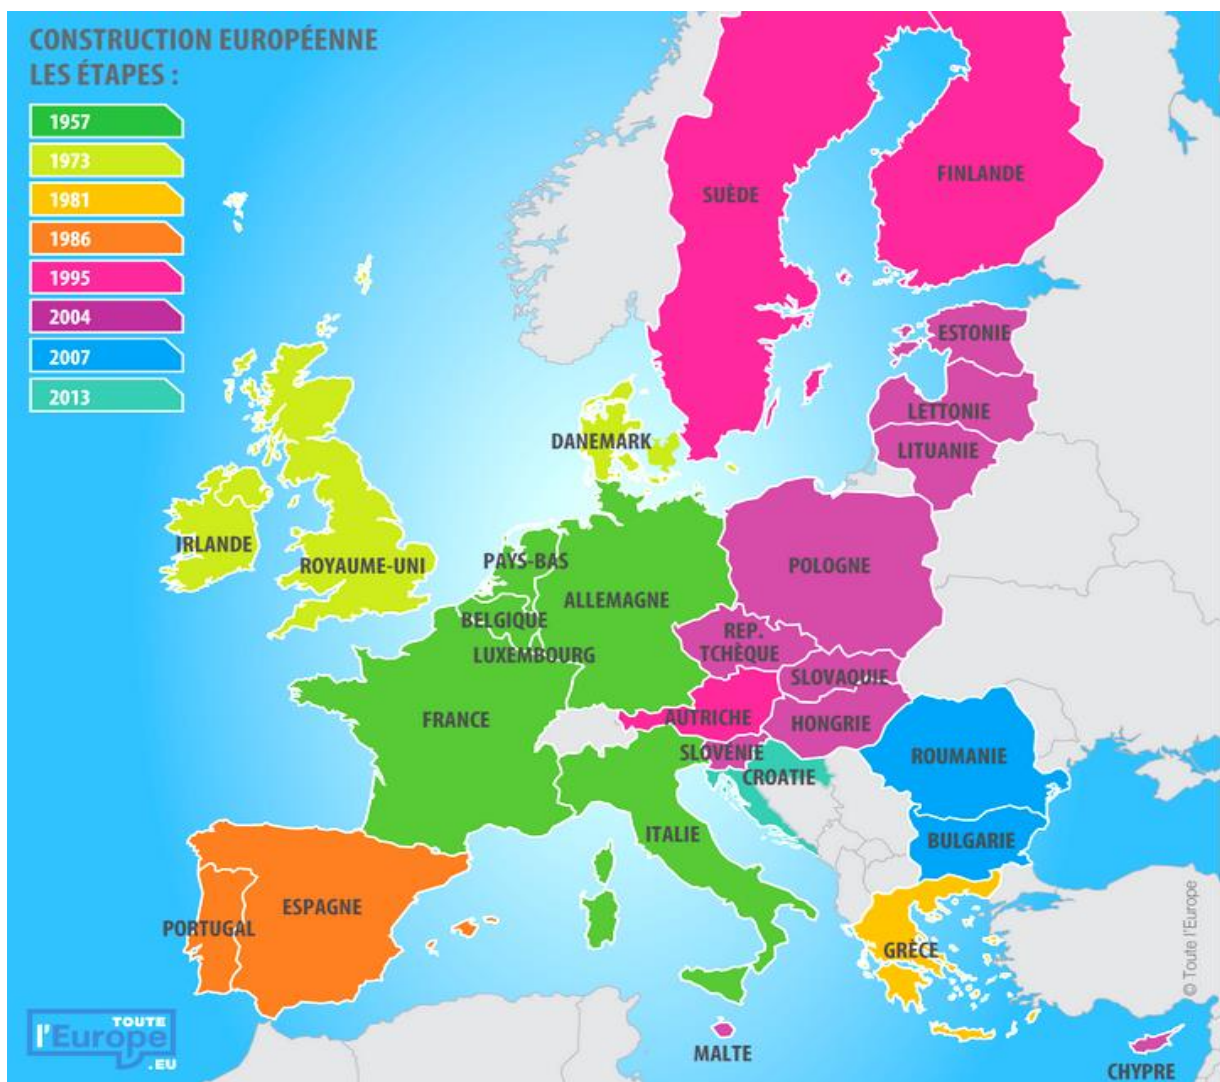 CONSTRUCTION EUROPÉENNE
LES ÉTAPES :
1957
1973
1981
1986
1995
2004
2007
2013
SUÈDE
FINLANDE
ESTONIE
LETTONIE
LITUANIE
DANEMARK
IRLANDE
ROYAUME-UNI
PAYS-BAS
BELGIQUE
LUXEMBOURG
ALLEMAGNE
POLOGNE
REP.
TCHÈQUE
SLOVAQUIE
FRANCE
AUTRICHE
HONGRIE
SLOVÉNIE
CROATIE
ROUMANIE
BULGARIE
ITALIE
PORTUGAL
ESPAGNE
GRÈCE
MALTE
CHYPRE
© Toute l'Europe
TOUTE
l'Europe
.EU